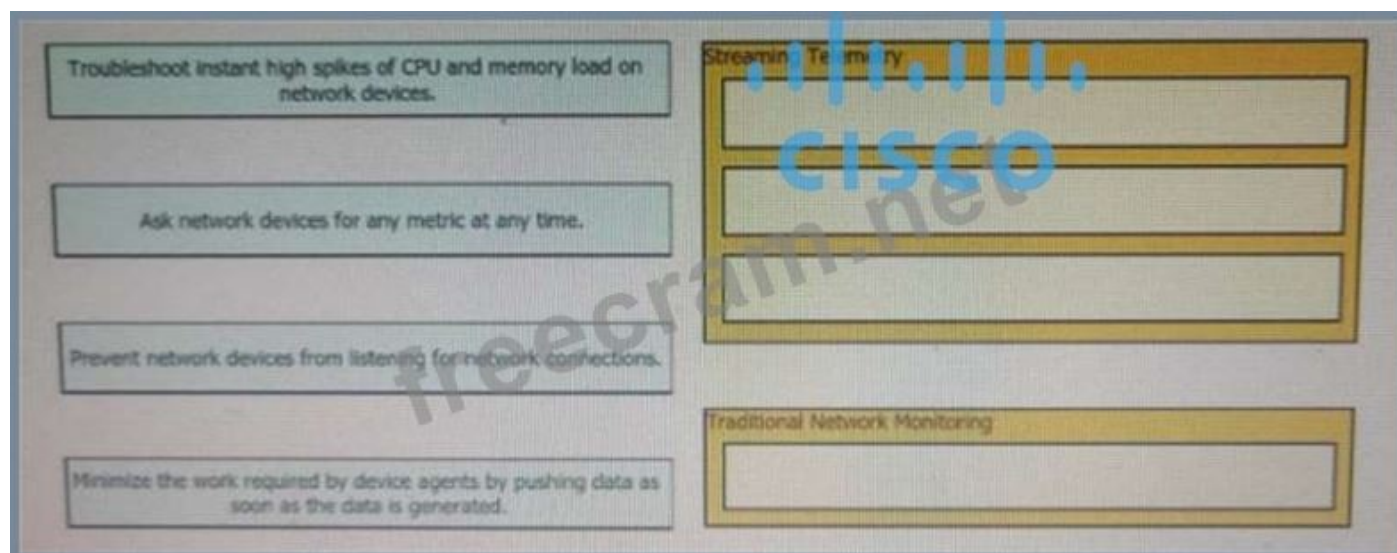 Troubleshoot instant high spikes of CPU and memory load on
network devices.
Ask network devices for any metric at any time.
Prevent network devices from listening for network connections.
Minimize the work required by device agents by pushing data as
soon as the data is generated.
Streaming Telemetry
CISCO
Traditional Network Monitoring
freecram.net